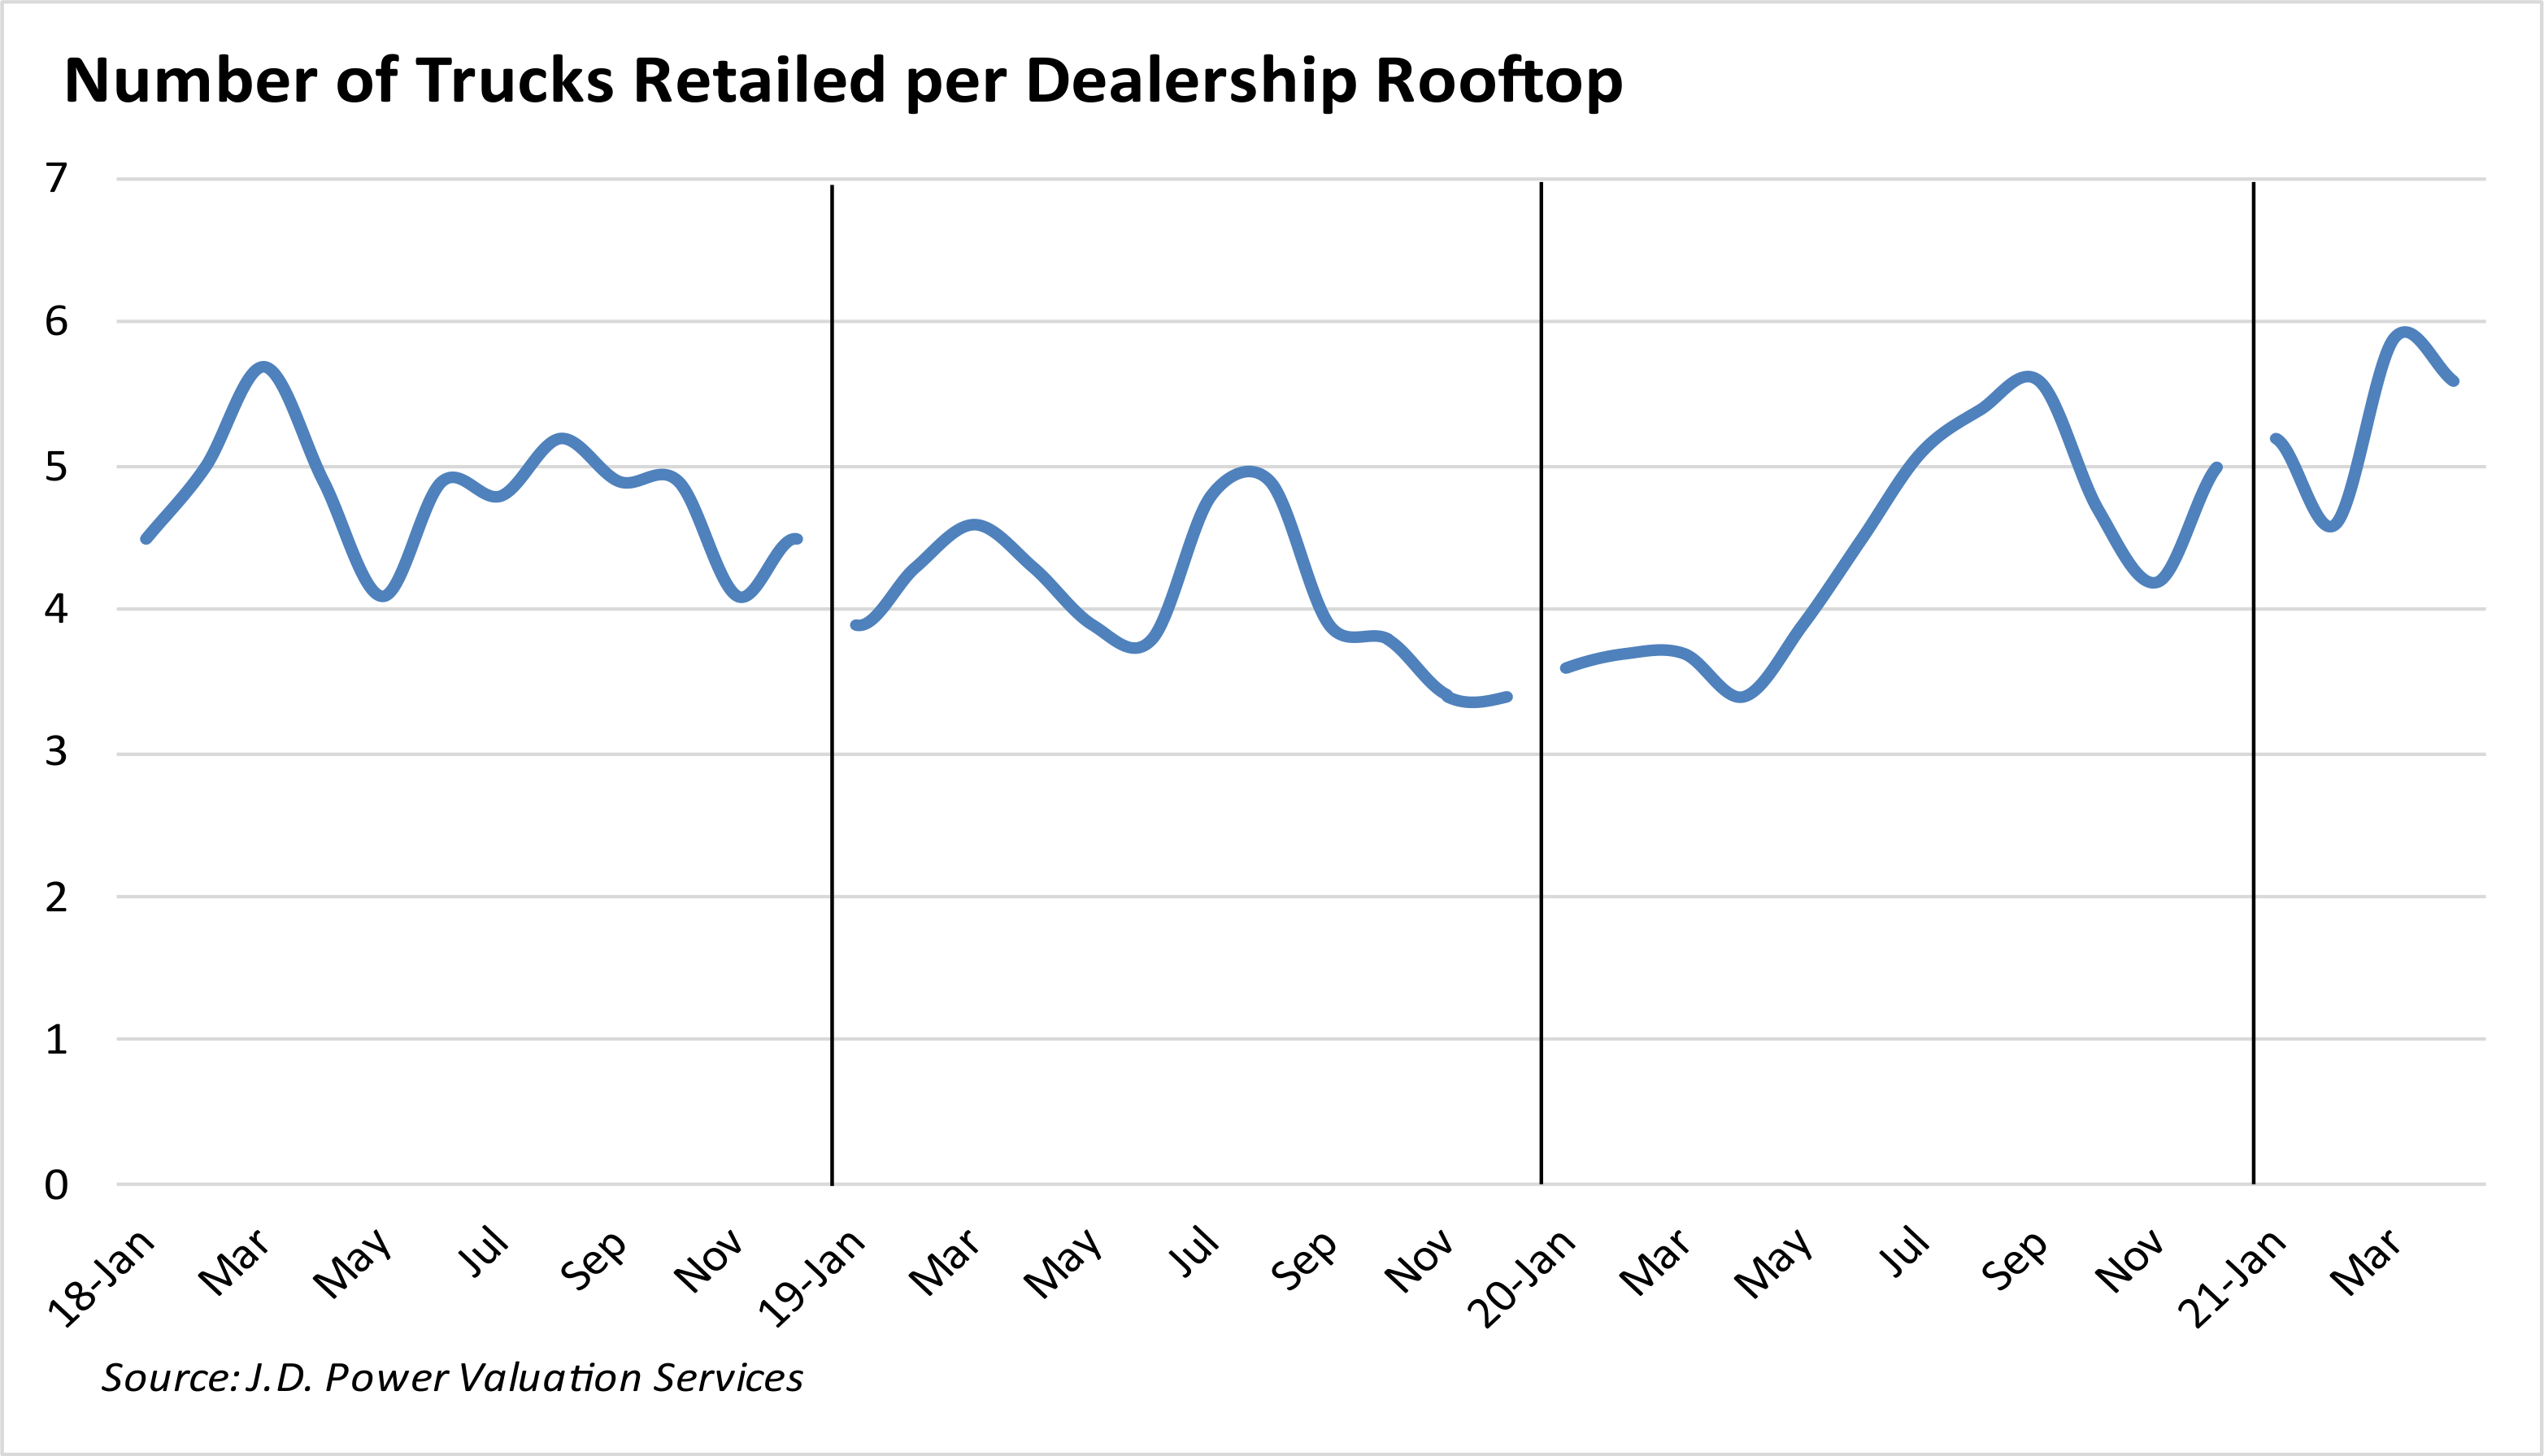 Number of Trucks Retailed per Dealership Rooftop
7
6
5
4
3
2
1
0
18-Jan
Mar
May
Jul
Sep
Nov
19-Jan
Mar
May
Jul
Sep
Nov
20-Jan
Mar
May
Jul
Sep
Nov
21-Jan
Mar
Source: J.D. Power Valuation Services